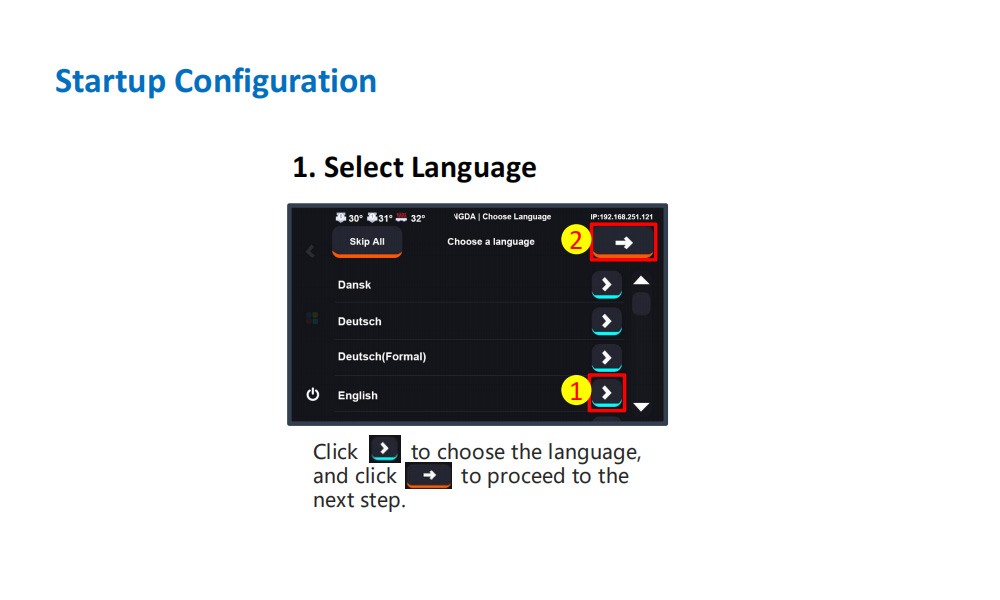 Startup Configuration
1. Select Language
30° 31° 32° NGDA | Choose Language IP:192.168.251.121
Skip All Choose a language 2
Dansk
Deutsch
Deutsch(Formal)
English 1
Click to choose the language,
and click to proceed to the
next step.